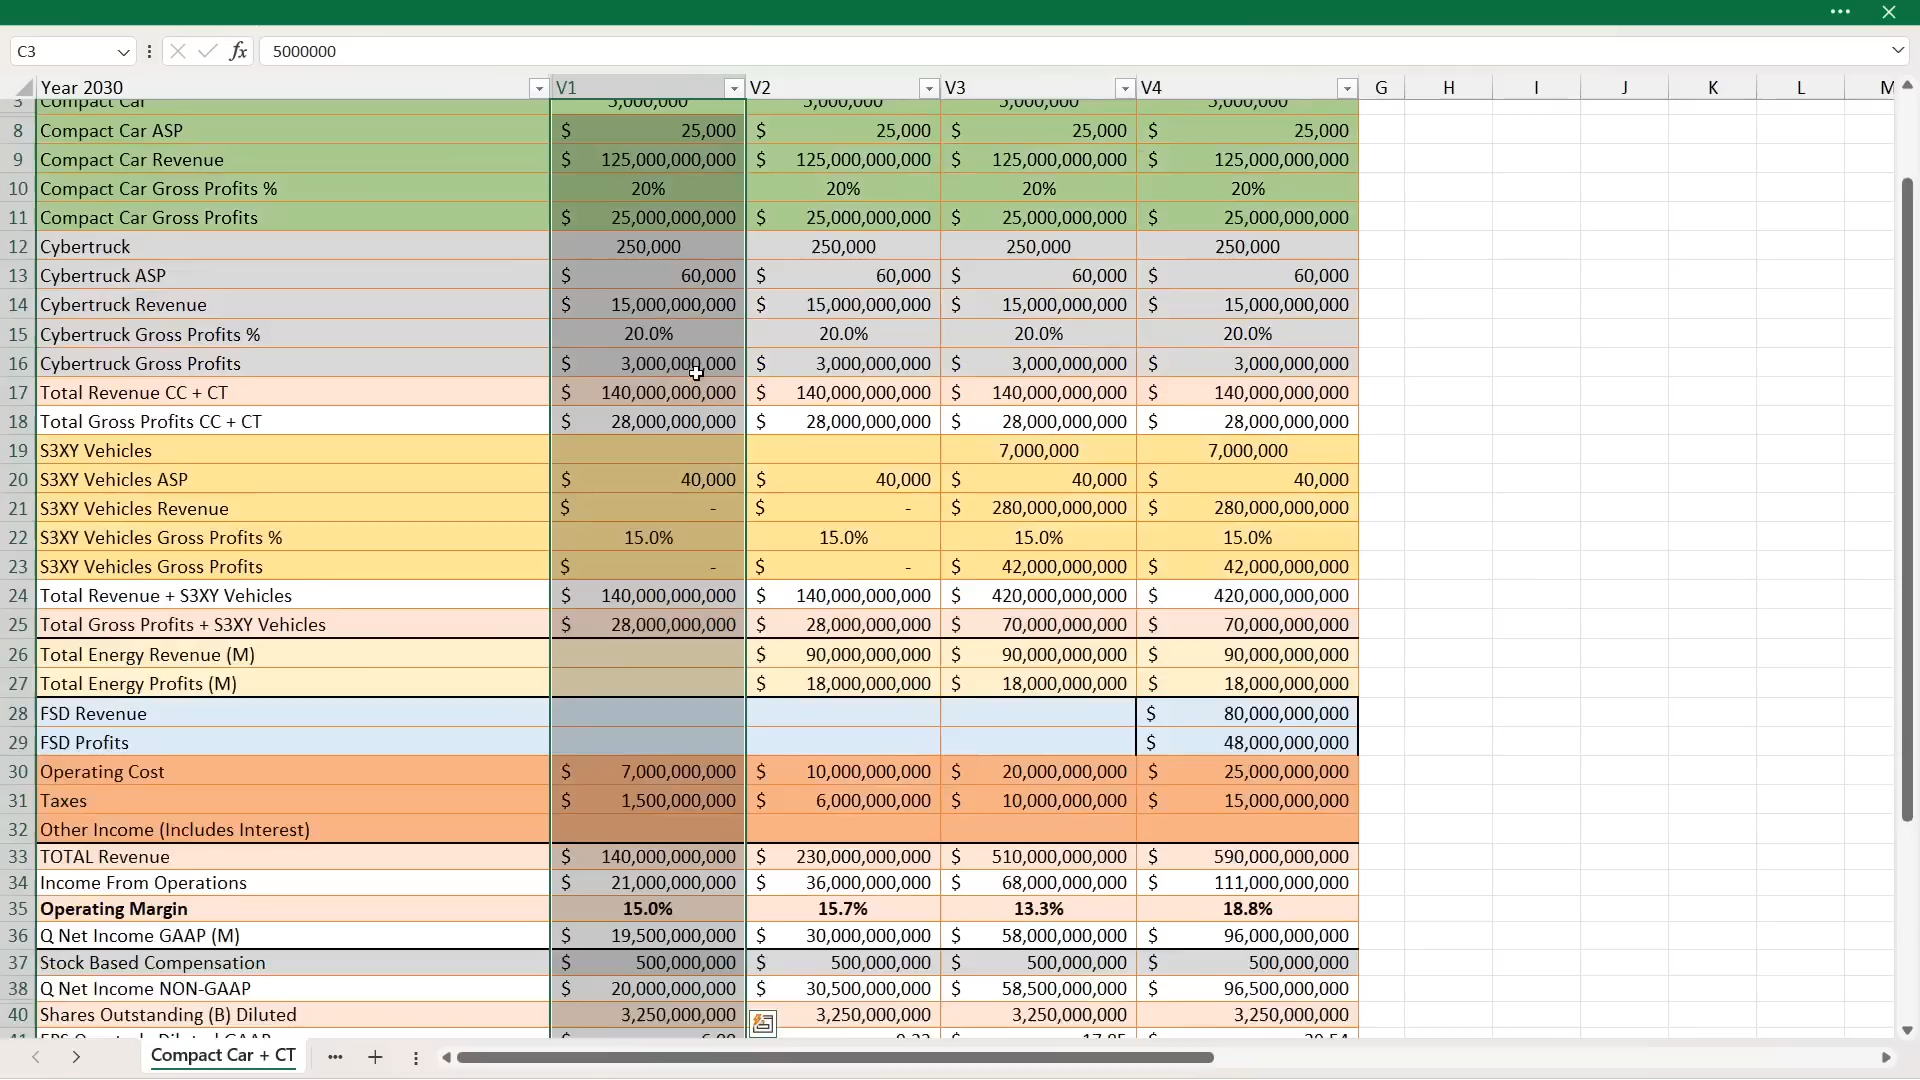 C3 fx 5000000
Year 2030 V1 V2 V3 V4 G H I J K L M
3 Compact Car 5,000,000 5,000,000 5,000,000 5,000,000
8 Compact Car ASP $ 25,000 $ 25,000 $ 25,000 $ 25,000
9 Compact Car Revenue $ 125,000,000,000 $ 125,000,000,000 $ 125,000,000,000 $ 125,000,000,000
10 Compact Car Gross Profits % 20% 20% 20% 20%
11 Compact Car Gross Profits $ 25,000,000,000 $ 25,000,000,000 $ 25,000,000,000 $ 25,000,000,000
12 Cybertruck 250,000 250,000 250,000 250,000
13 Cybertruck ASP $ 60,000 $ 60,000 $ 60,000 $ 60,000
14 Cybertruck Revenue $ 15,000,000,000 $ 15,000,000,000 $ 15,000,000,000 $ 15,000,000,000
15 Cybertruck Gross Profits % 20.0% 20.0% 20.0% 20.0%
16 Cybertruck Gross Profits $ 3,000,000,000 $ 3,000,000,000 $ 3,000,000,000 $ 3,000,000,000
17 Total Revenue CC + CT $ 140,000,000,000 $ 140,000,000,000 $ 140,000,000,000 $ 140,000,000,000
18 Total Gross Profits CC + CT $ 28,000,000,000 $ 28,000,000,000 $ 28,000,000,000 $ 28,000,000,000
19 S3XY Vehicles 7,000,000 7,000,000
20 S3XY Vehicles ASP $ 40,000 $ 40,000 $ 40,000 $ 40,000
21 S3XY Vehicles Revenue $ - $ - $ 280,000,000,000 $ 280,000,000,000
22 S3XY Vehicles Gross Profits % 15.0% 15.0% 15.0% 15.0%
23 S3XY Vehicles Gross Profits $ - $ - $ 42,000,000,000 $ 42,000,000,000
24 Total Revenue + S3XY Vehicles $ 140,000,000,000 $ 140,000,000,000 $ 420,000,000,000 $ 420,000,000,000
25 Total Gross Profits + S3XY Vehicles $ 28,000,000,000 $ 28,000,000,000 $ 70,000,000,000 $ 70,000,000,000
26 Total Energy Revenue (M) $ 90,000,000,000 $ 90,000,000,000 $ 90,000,000,000
27 Total Energy Profits (M) $ 18,000,000,000 $ 18,000,000,000 $ 18,000,000,000
28 FSD Revenue $ 80,000,000,000
29 FSD Profits $ 48,000,000,000
30 Operating Cost $ 7,000,000,000 $ 10,000,000,000 $ 20,000,000,000 $ 25,000,000,000
31 Taxes $ 1,500,000,000 $ 6,000,000,000 $ 10,000,000,000 $ 15,000,000,000
32 Other Income (Includes Interest)
33 TOTAL Revenue $ 140,000,000,000 $ 230,000,000,000 $ 510,000,000,000 $ 590,000,000,000
34 Income From Operations $ 21,000,000,000 $ 36,000,000,000 $ 68,000,000,000 $ 111,000,000,000
35 Operating Margin 15.0% 15.7% 13.3% 18.8%
36 Q Net Income GAAP (M) $ 19,500,000,000 $ 30,000,000,000 $ 58,000,000,000 $ 96,000,000,000
37 Stock Based Compensation $ 500,000,000 $ 500,000,000 $ 500,000,000 $ 500,000,000
38 Q Net Income NON-GAAP $ 20,000,000,000 $ 30,500,000,000 $ 58,500,000,000 $ 96,500,000,000
40 Shares Outstanding (B) Diluted 3,250,000,000 3,250,000,000 3,250,000,000 3,250,000,000
Compact Car + CT